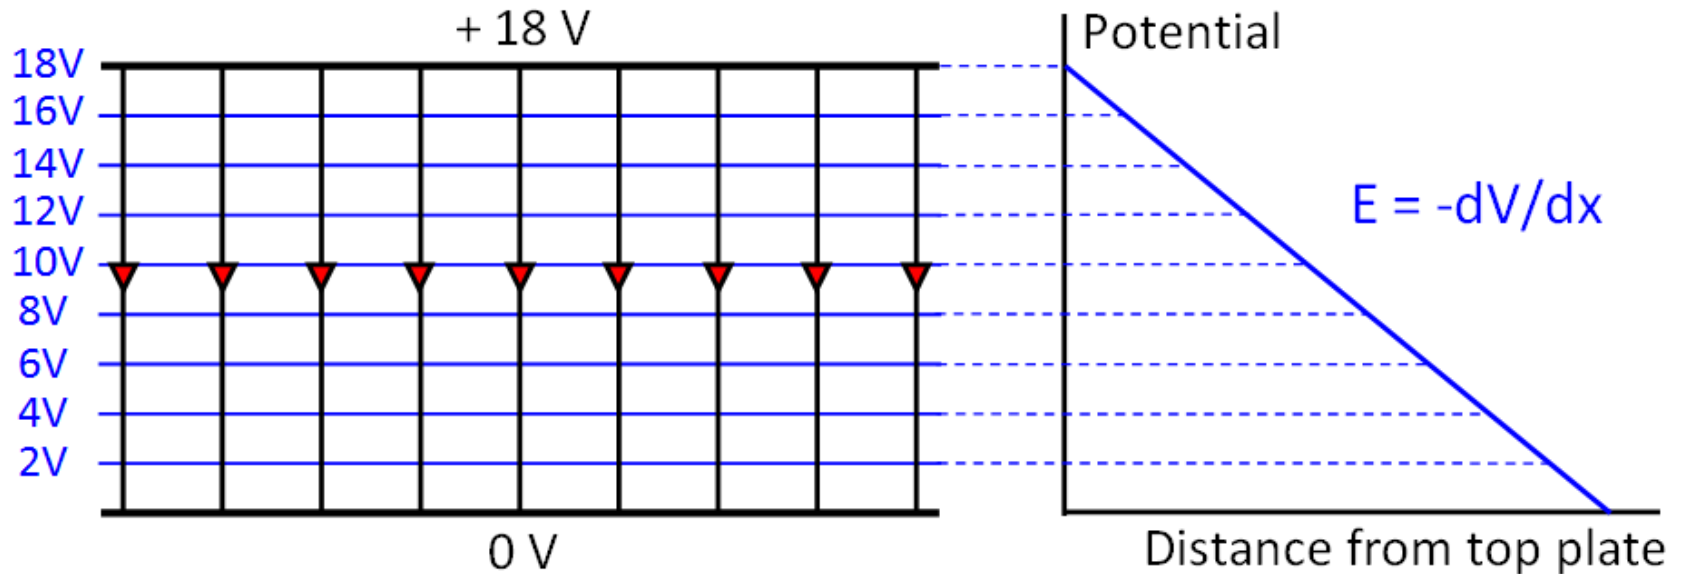 + 18 V
18V
16V
14V
12V
10V
8V
6V
4V
2V
0 V
Potential
E = -dV/dx
Distance from top plate